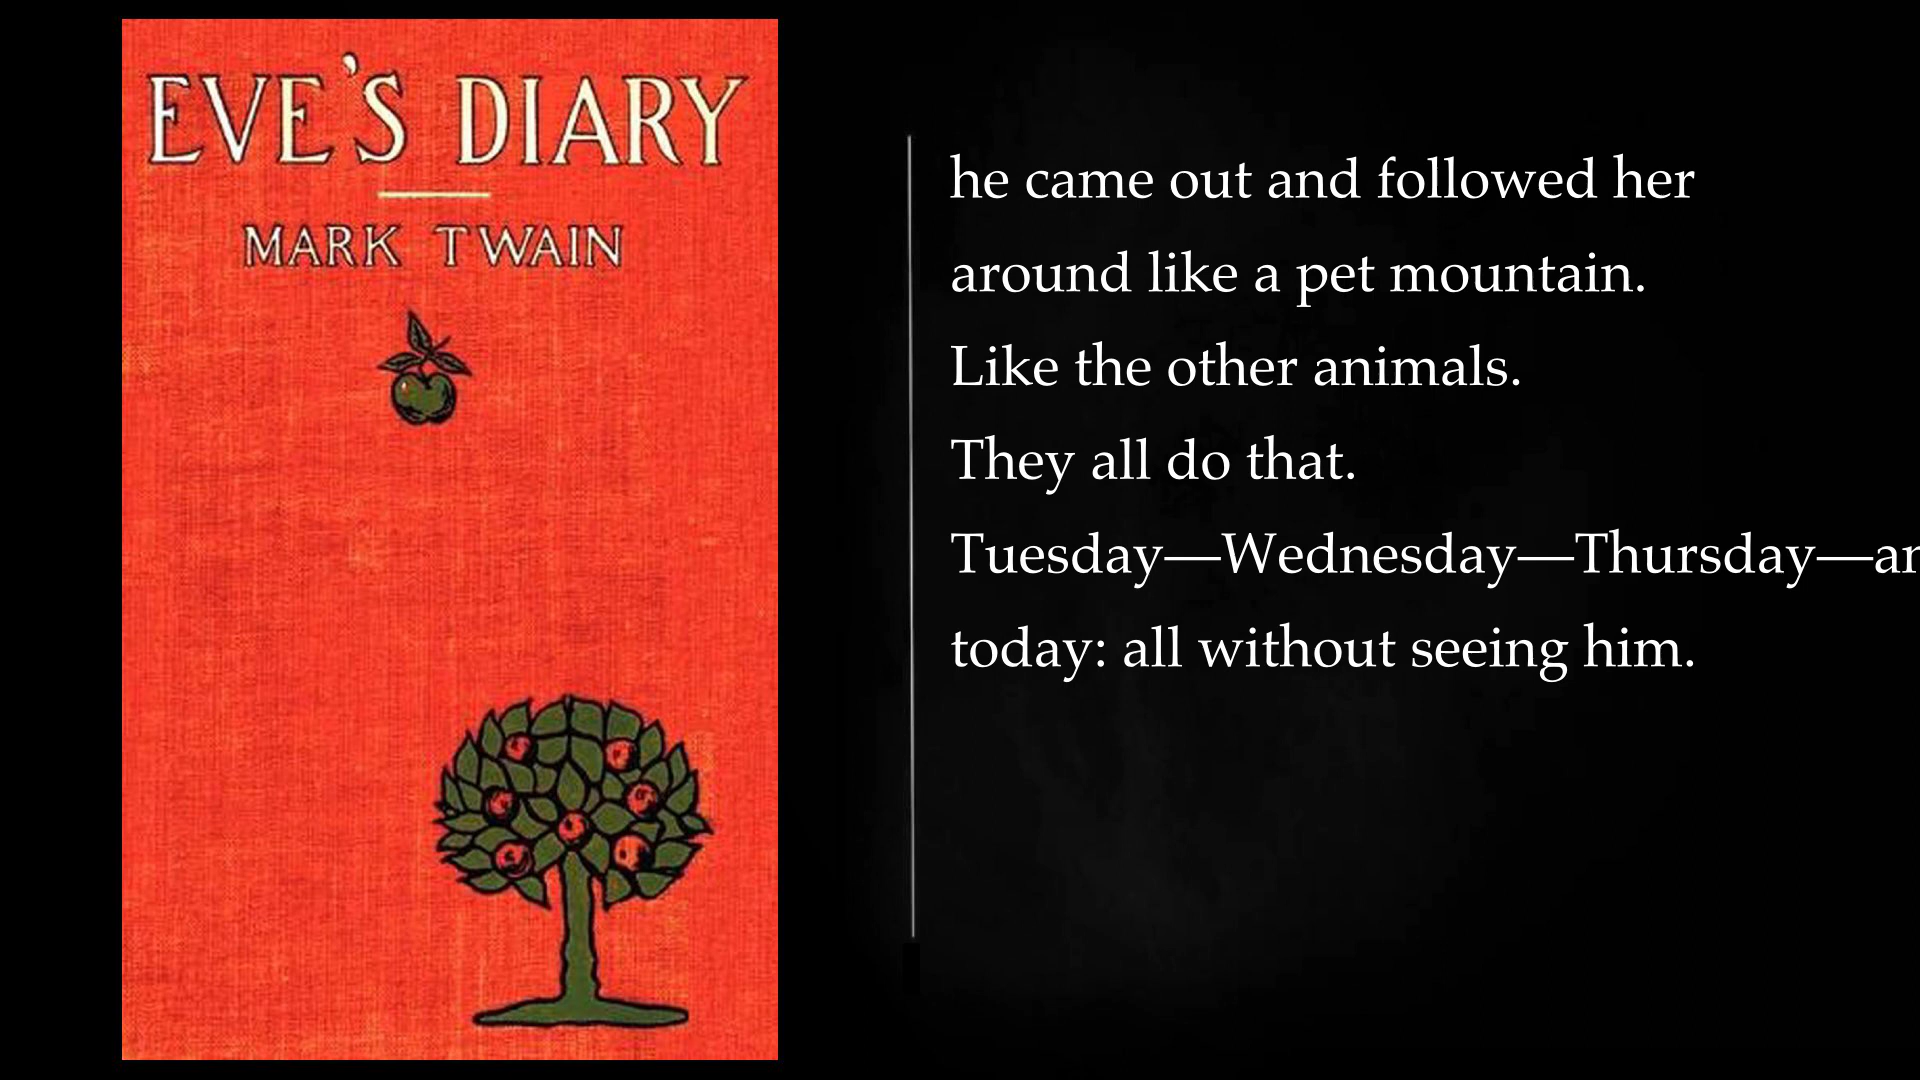 EVE'S DIARY
MARK TWAIN
he came out and followed her
around like a pet mountain.
Like the other animals.
They all do that.
Tuesday—Wednesday—Thursday—
today: all without seeing him.